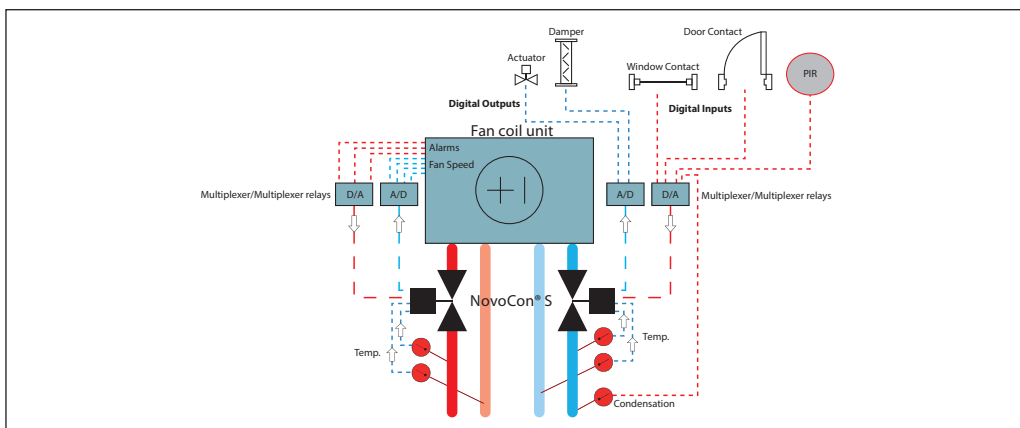 Damper
Door Contact
Actuator
Window Contact
PIR
Digital Outputs
Digital Inputs
Fan coil unit
Alarms
Fan Speed
Multiplexer/Multiplexer relays
D/A
A/D
A/D
D/A
Multiplexer/Multiplexer relays
NovoCon® S
Temp.
Temp.
Condensation